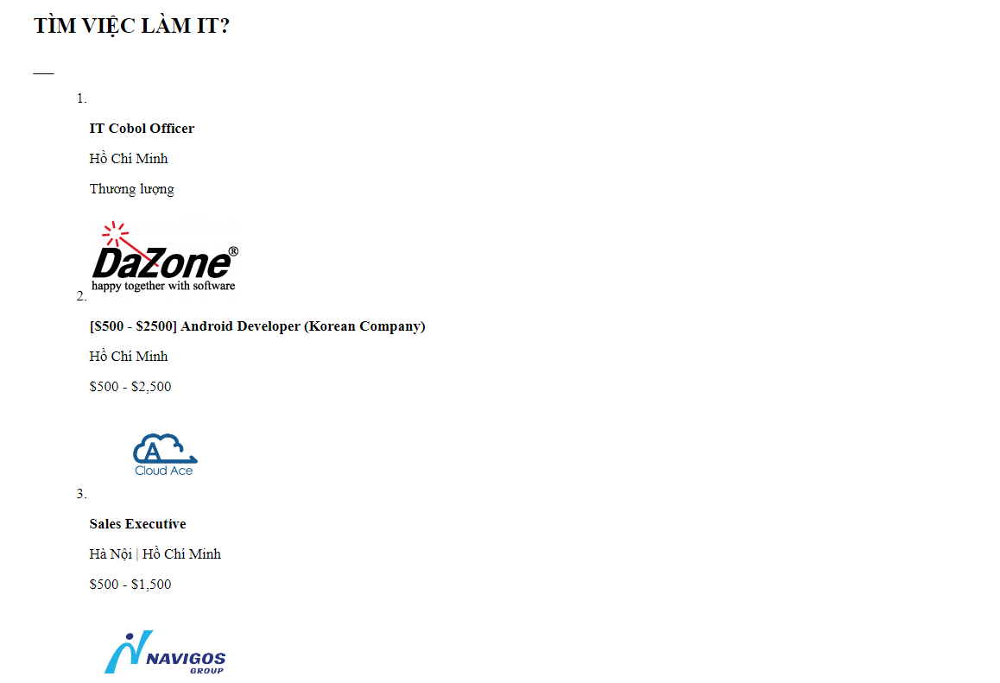 TÌM VIỆC LÀM IT?
1.
IT Cobol Officer
Hồ Chí Minh
Thương lượng
DaZone®
happy together with software
2.
[$500 - $2500] Android Developer (Korean Company)
Hồ Chí Minh
$500 - $2,500
A
Cloud Ace
3.
Sales Executive
Hà Nội | Hồ Chí Minh
$500 - $1,500
NAVIGOS
GROUP